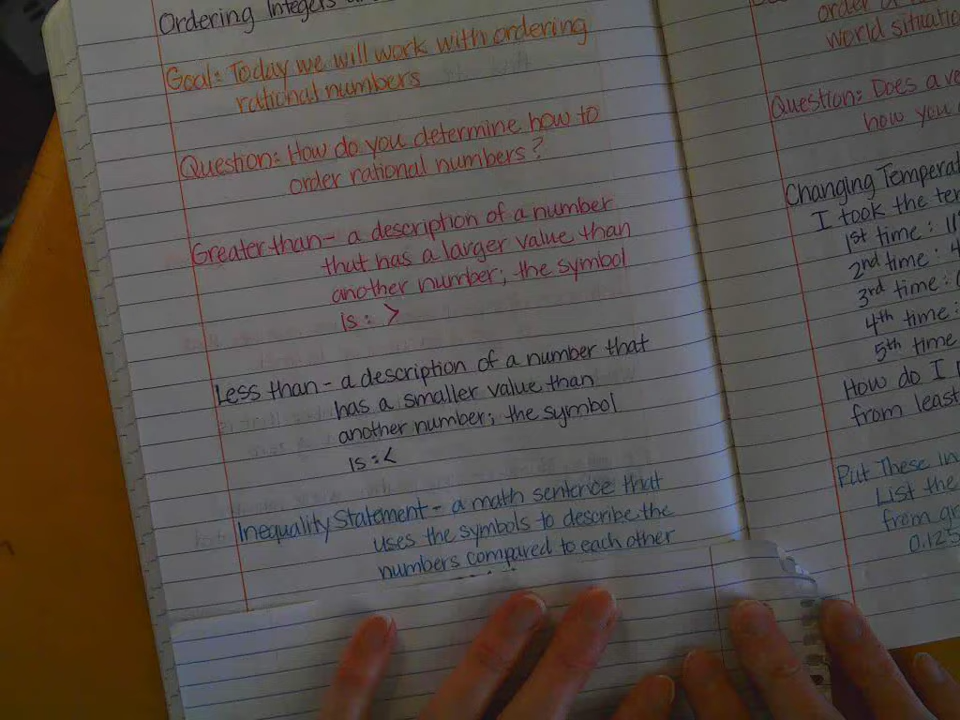 Ordering Integers
Goal: Today we will work with ordering
rational numbers
Question: How do you determine how to
order rational numbers?
Greater than - a description of a number
that has a larger value than
another number; the symbol
is: >
Less than - a description of a number that
has a smaller value than
another number; the symbol
is: <
Inequality Statement - a math sentence that
uses the symbols to describe the
numbers compared to each other
order
world
Question: Does a
how you
Changing
I took the
1st time:
2nd time:
3rd time:
4th time:
5th time
How do I
from least
Put These
List the
from
0.125